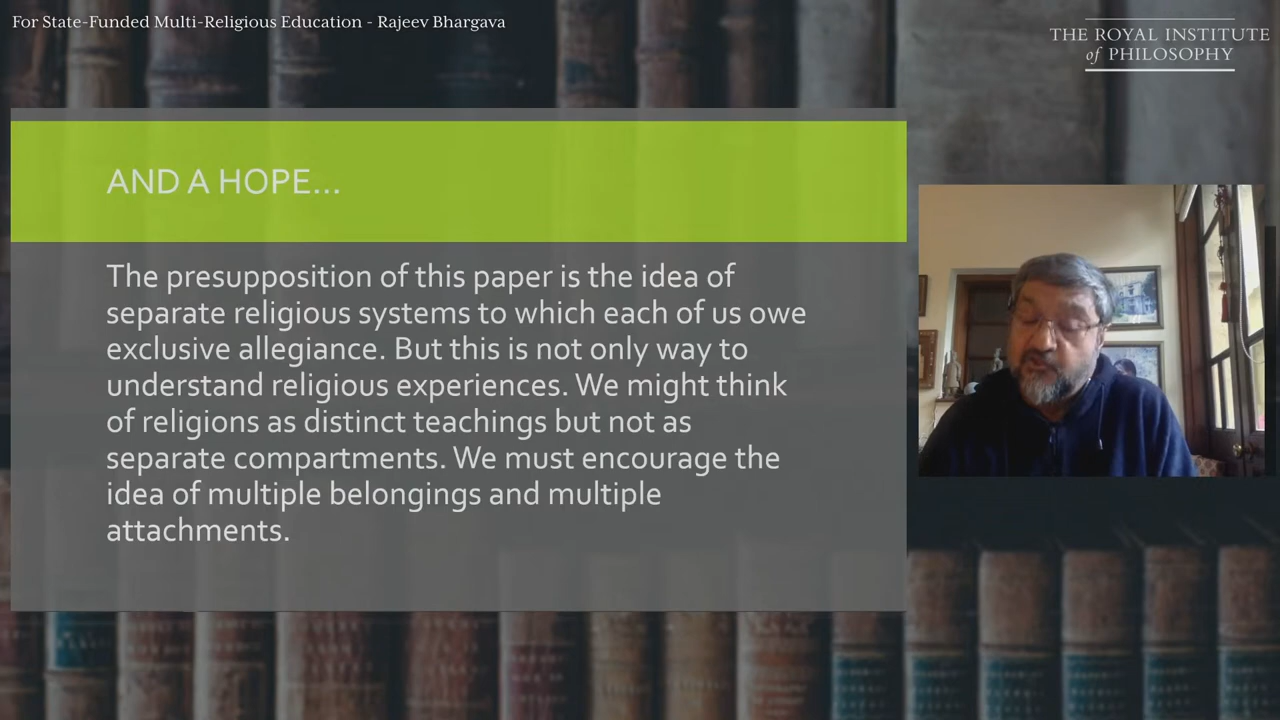 For State-Funded Multi-Religious Education - Rajeev Bhargava
THE ROYAL INSTITUTE
of PHILOSOPHY
AND A HOPE...
The presupposition of this paper is the idea of
separate religious systems to which each of us owe
exclusive allegiance. But this is not only way to
understand religious experiences. We might think
of religions as distinct teachings but not as
separate compartments. We must encourage the
idea of multiple belongings and multiple
attachments.